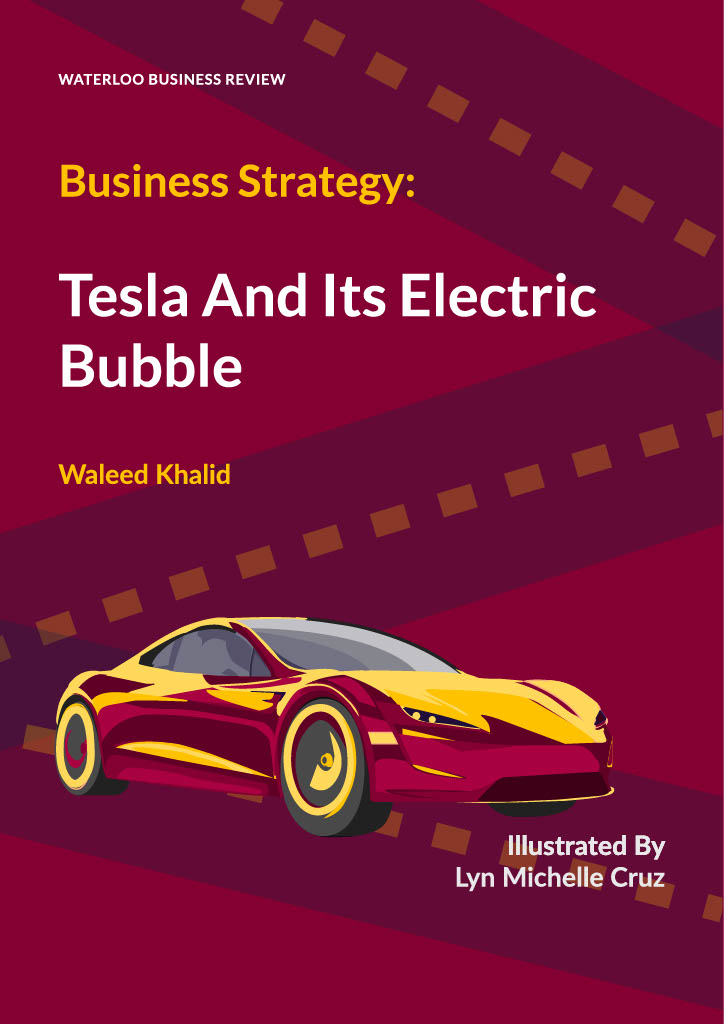 WATERLOO BUSINESS REVIEW
Business Strategy:
Tesla And Its Electric
Bubble
Waleed Khalid
Illustrated By
Lyn Michelle Cruz